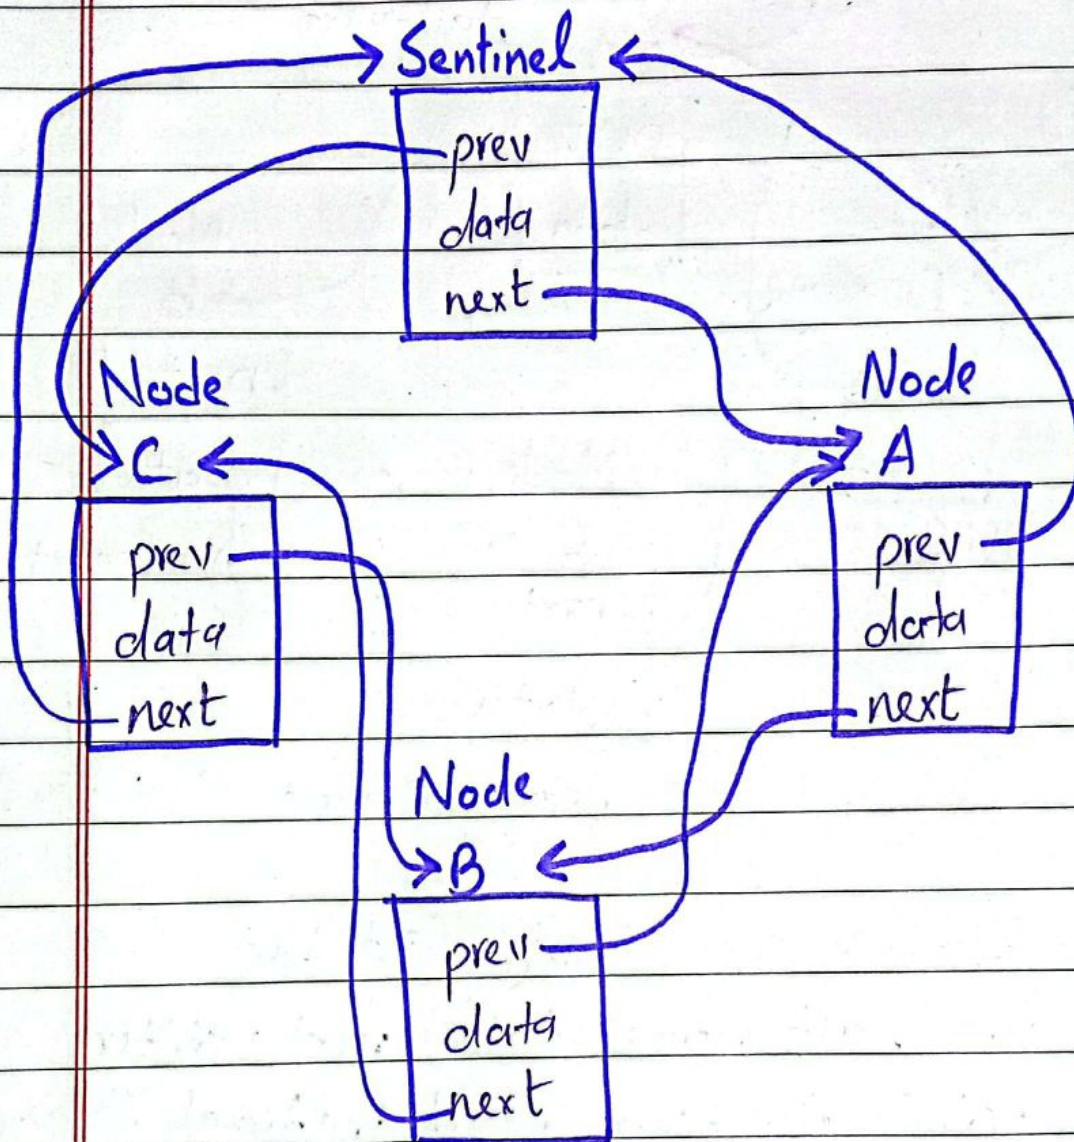 Sentinel
prev
data
next
Node
C
prev
data
next
Node
A
prev
data
next
Node
B
prev
data
next